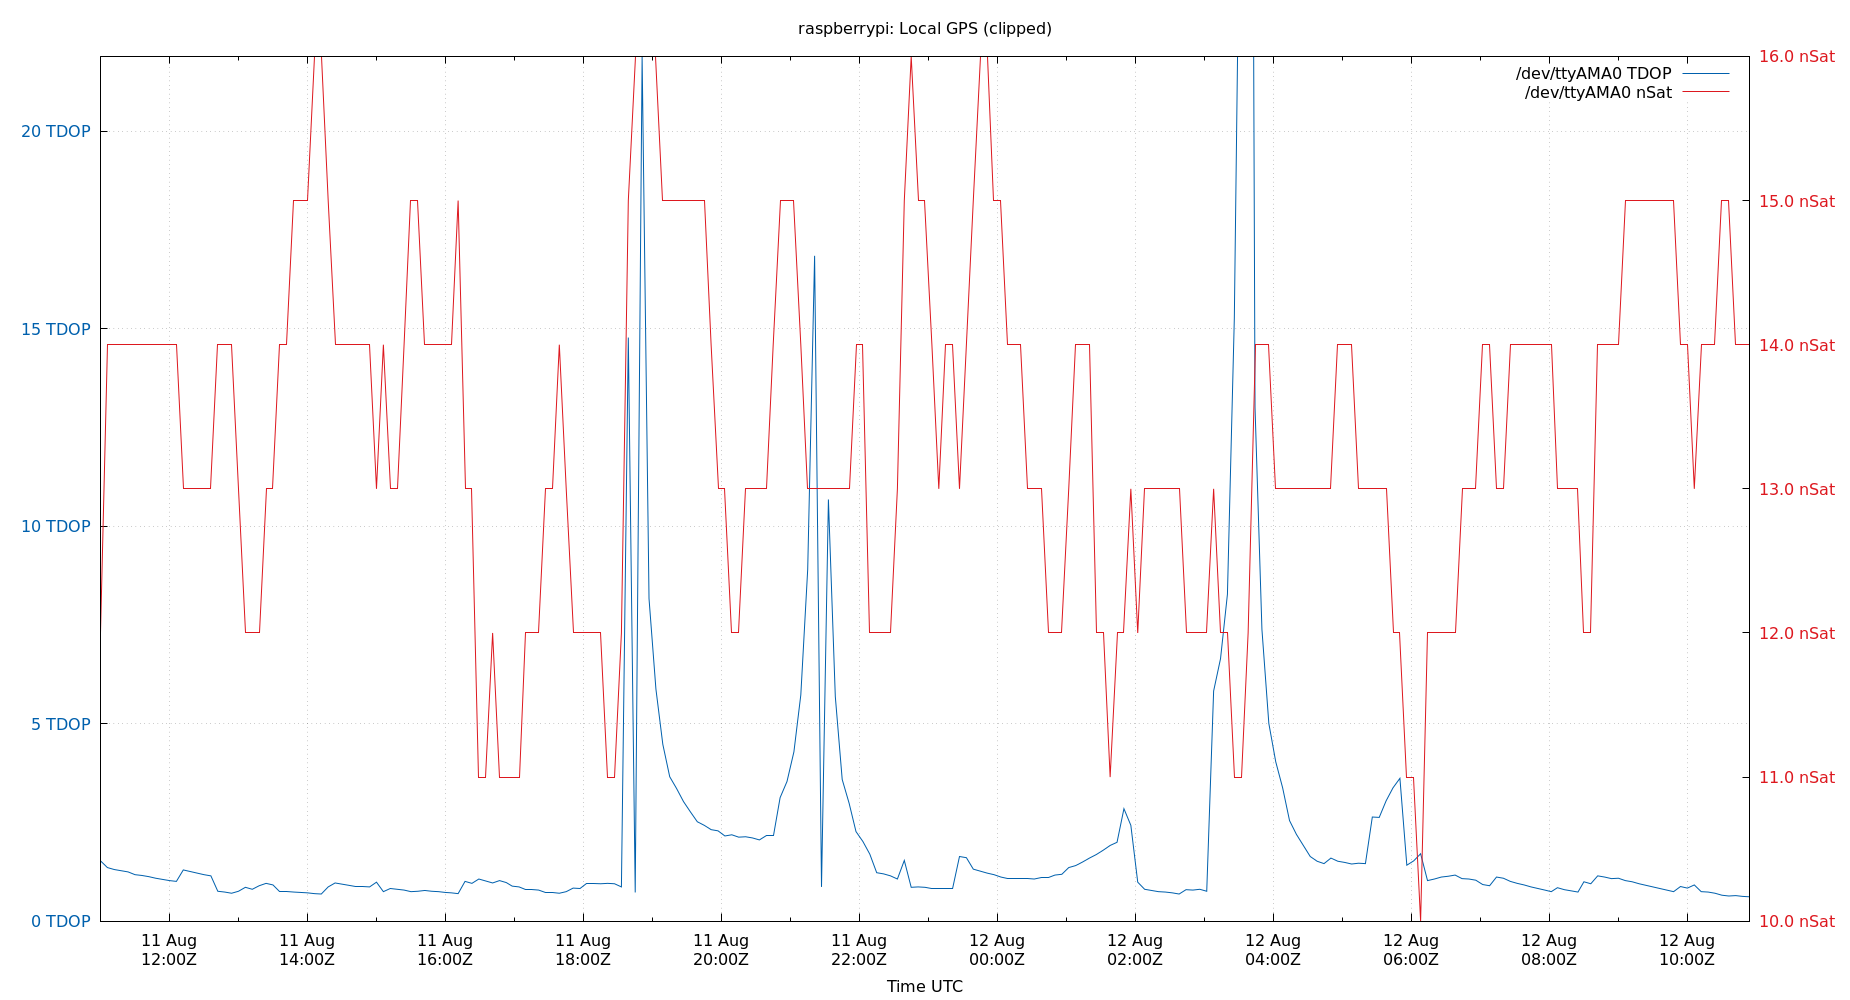 raspberrypi: Local GPS (clipped)
16.0 nSat
/dev/ttyAMA0 TDOP
/dev/ttyAMA0 nSat
20 TDOP
15.0 nSat
15 TDOP
14.0 nSat
13.0 nSat
10 TDOP
12.0 nSat
5 TDOP
11.0 nSat
0 TDOP
10.0 nSat
11 Aug 11 Aug 11 Aug 11 Aug 11 Aug 11 Aug 12 Aug 12 Aug 12 Aug 12 Aug 12 Aug 12 Aug
12:00Z 14:00Z 16:00Z 18:00Z 20:00Z 22:00Z 00:00Z 02:00Z 04:00Z 06:00Z 08:00Z 10:00Z
Time UTC